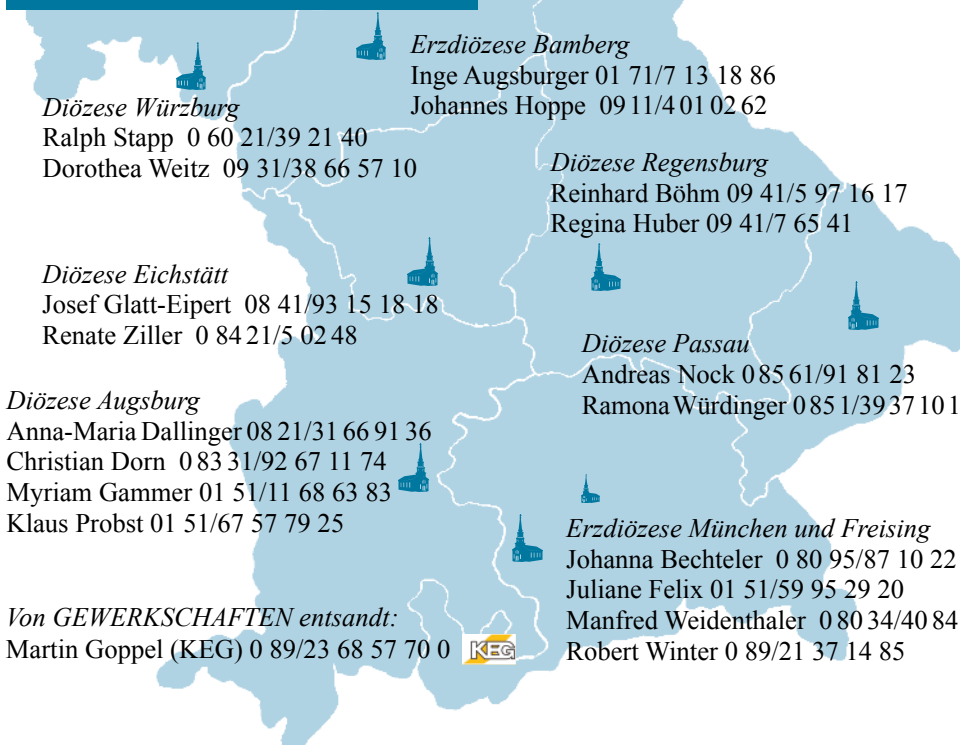 Erzdiözese Bamberg
Inge Augsburger 01 71/7 13 18 86
Johannes Hoppe 09 11/4 01 02 62
Diözese Würzburg
Ralph Stapp 0 60 21/39 21 40
Dorothea Weitz 09 31/38 66 57 10
Diözese Regensburg
Reinhard Böhm 09 41/5 97 16 17
Regina Huber 09 41/7 65 41
Diözese Eichstätt
Josef Glatt-Eipert 08 41/93 15 18 18
Renate Ziller 0 84 21/5 02 48
Diözese Passau
Andreas Nock 0 85 61/91 81 23
Ramona Würdinger 0 85 1/39 37 10 1
Diözese Augsburg
Anna-Maria Dallinger 08 21/31 66 91 36
Christian Dorn 0 83 31/92 67 11 74
Myriam Gammer 01 51/11 68 63 83
Klaus Probst 01 51/67 57 79 25
Erzdiözese München und Freising
Johanna Bechteler 0 80 95/87 10 22
Juliane Felix 01 51/59 95 29 20
Manfred Weidenthaler 0 80 34/40 84
Robert Winter 0 89/21 37 14 85
Von GEWERKSCHAFTEN entsandt:
Martin Goppel (KEG) 0 89/23 68 57 70 0
KEG